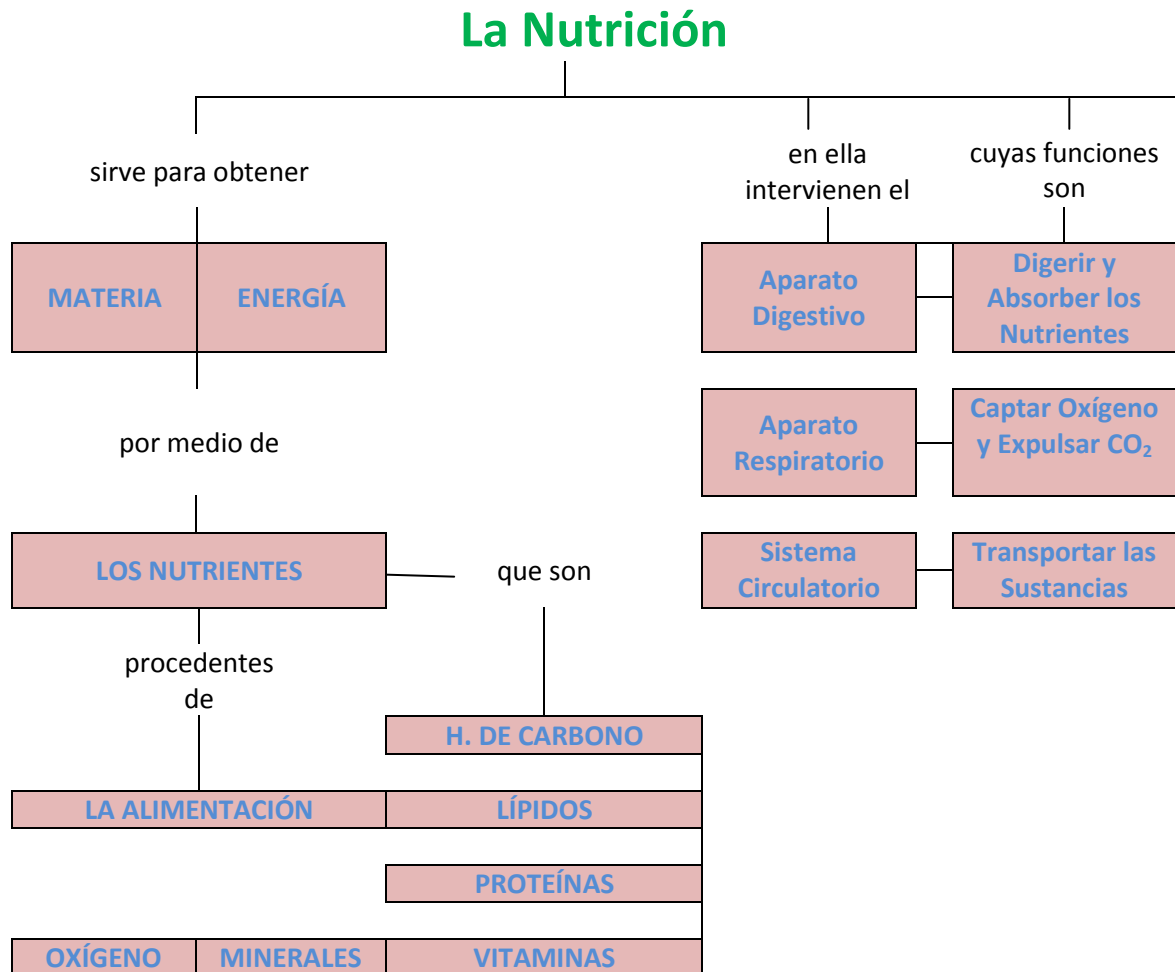 La Nutrición
sirve para obtener
en ella
intervienen el
cuyas funciones
son
MATERIA
ENERGÍA
Aparato
Digestivo
Digerir y
Absorber los
Nutrientes
por medio de
Aparato
Respiratorio
Captar Oxígeno
y Expulsar CO₂
LOS NUTRIENTES
que son
Sistema
Circulatorio
Transportar las
Sustancias
procedentes
de
H. DE CARBONO
LA ALIMENTACIÓN
LÍPIDOS
PROTEÍNAS
OXÍGENO
MINERALES
VITAMINAS